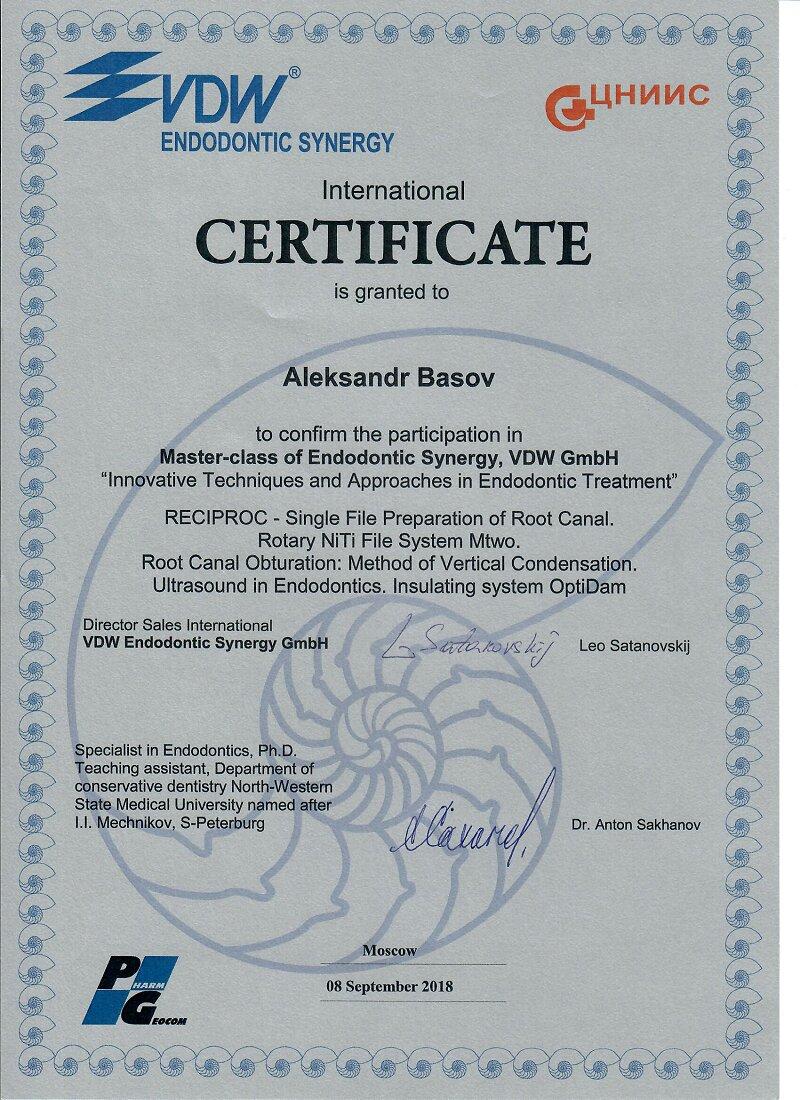 VDW®
ENDODONTIC SYNERGY
ЦНИИС
International
CERTIFICATE
is granted to
Aleksandr Basov
to confirm the participation in
Master-class of Endodontic Synergy, VDW GmbH
“Innovative Techniques and Approaches in Endodontic Treatment”
RECIPROC - Single File Preparation of Root Canal.
Rotary NiTi File System Mtwo.
Root Canal Obturation: Method of Vertical Condensation.
Ultrasound in Endodontics. Insulating system OptiDam
Director Sales International
VDW Endodontic Synergy GmbH
L Satanovskij
Leo Satanovskij
Specialist in Endodontics, Ph.D.
Teaching assistant, Department of
conservative dentistry North-Western
State Medical University named after
I.I. Mechnikov, S-Peterburg
Dr. Anton Sakhanov
Moscow
08 September 2018
PHARM
GEOCOM